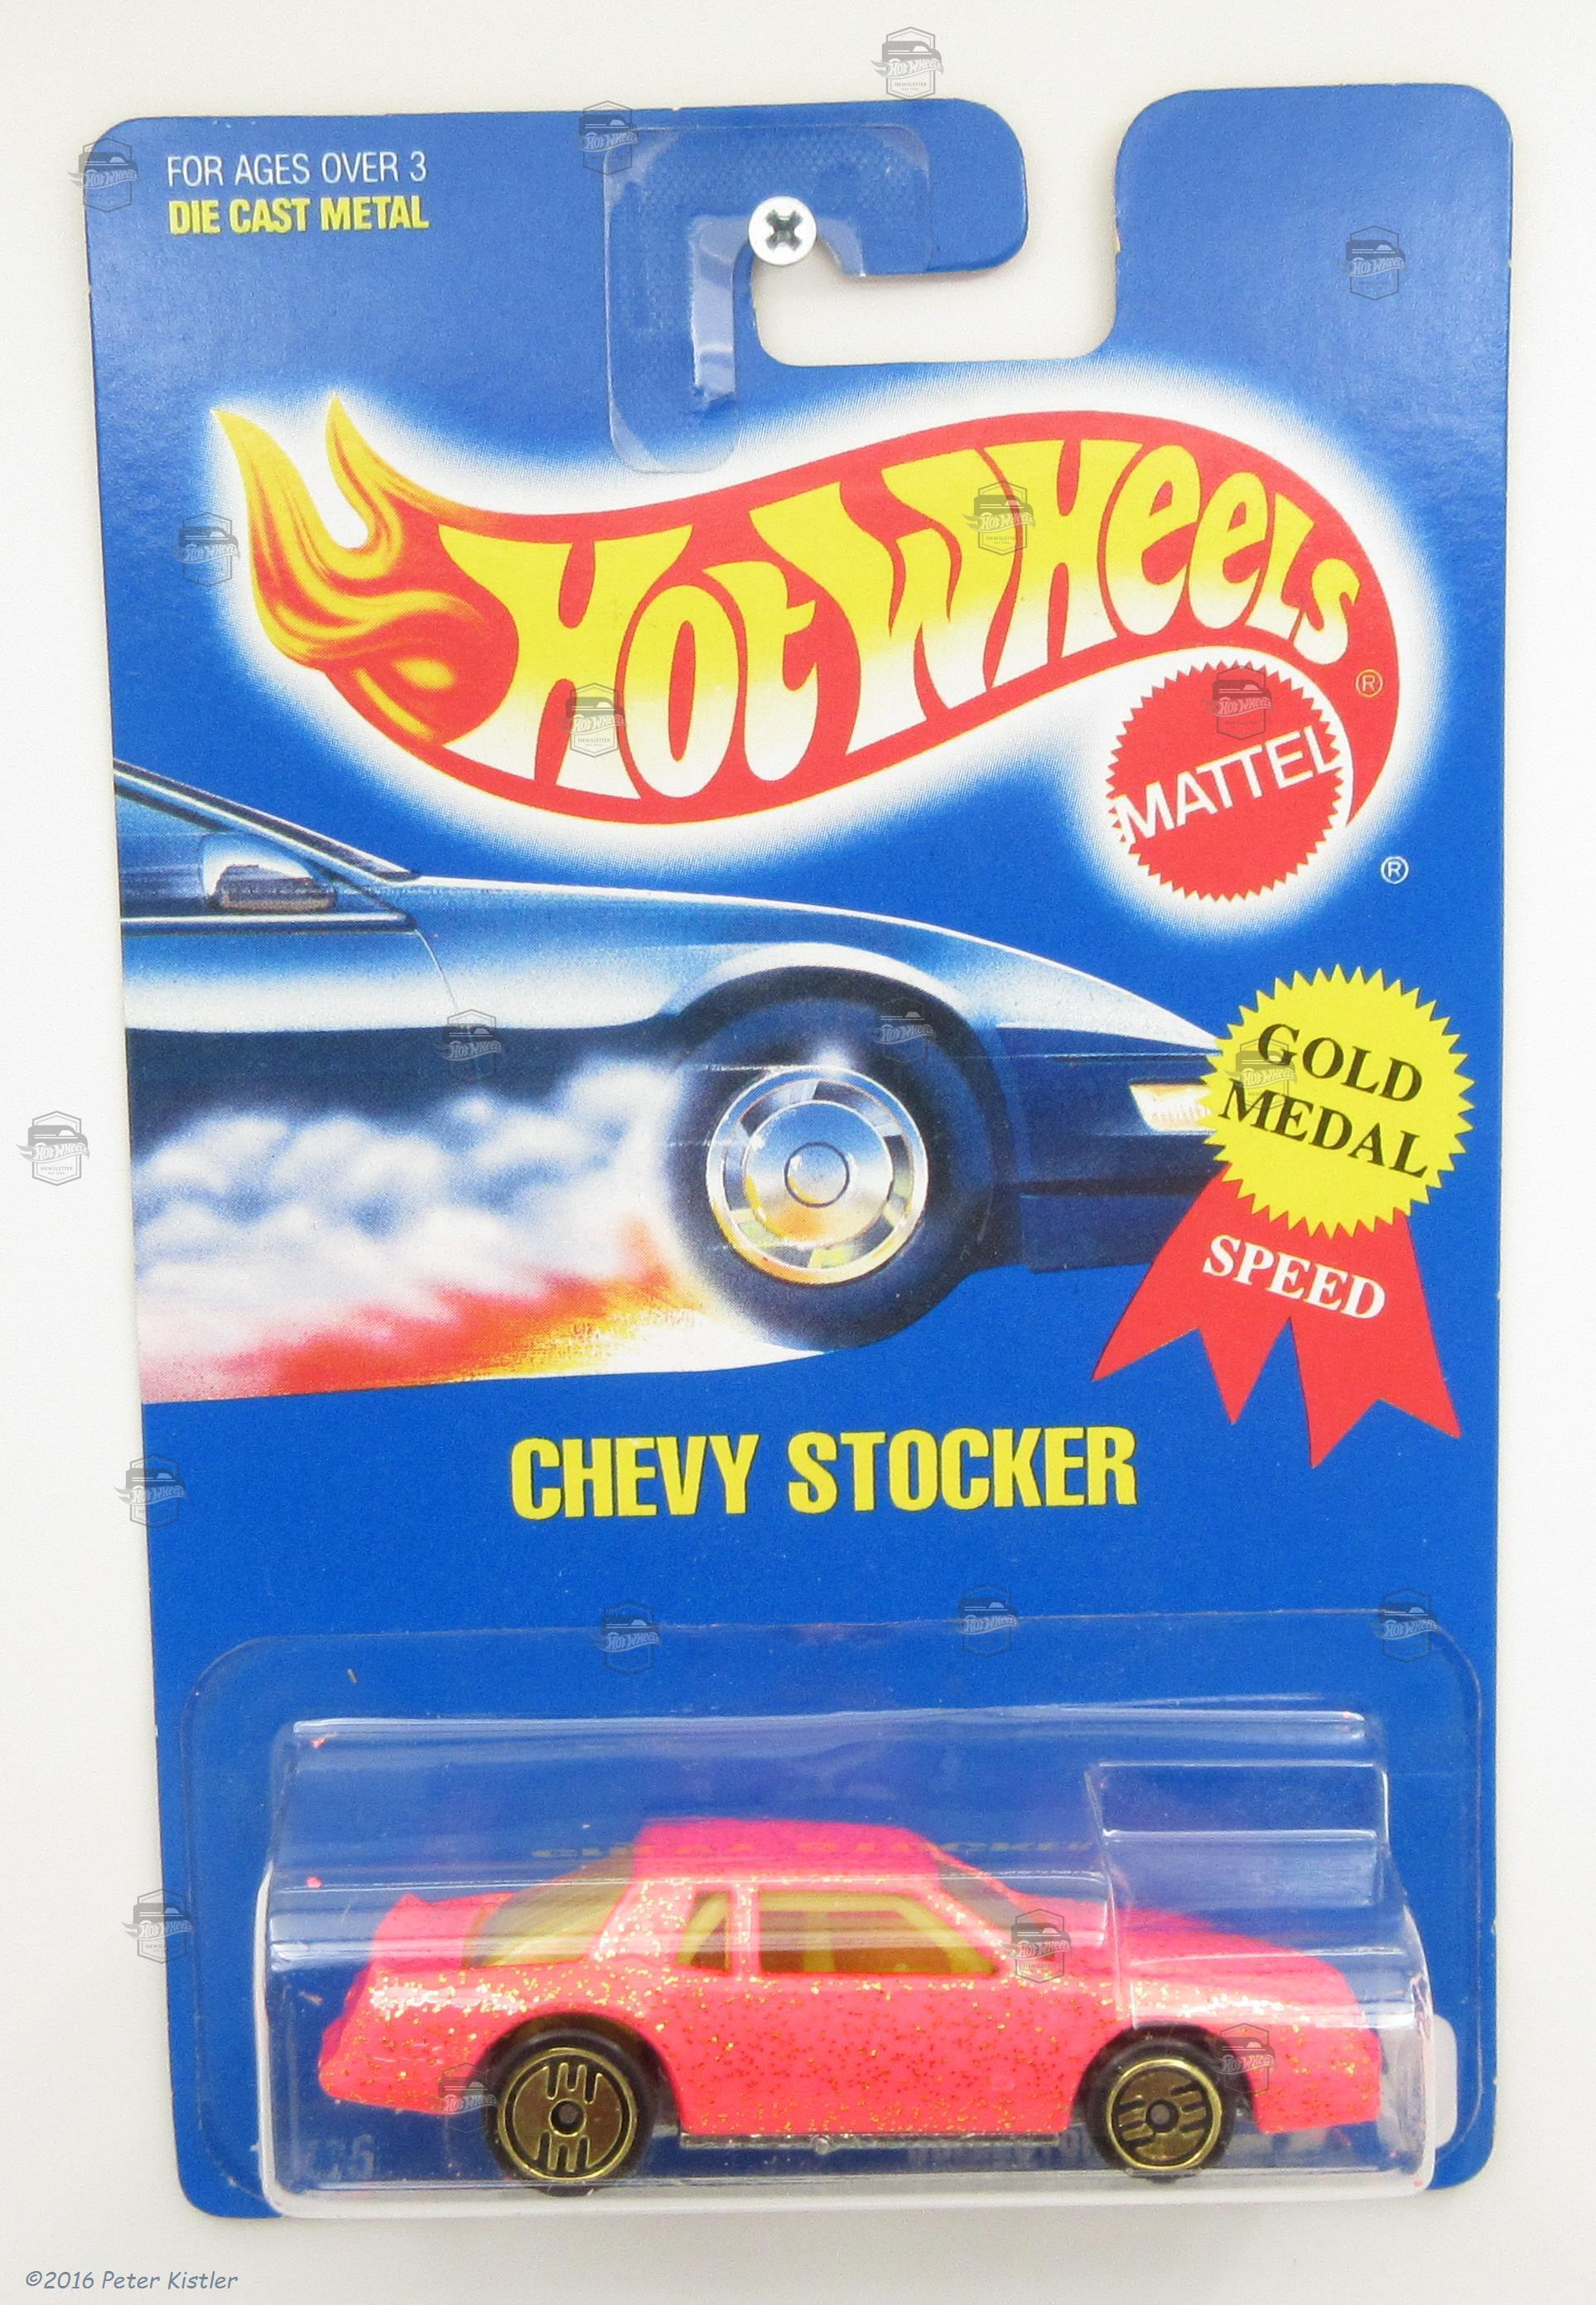 FOR AGES OVER 3
DIE CAST METAL
HOT WHEELS
®
MATTEL
®
GOLD
MEDAL
SPEED
CHEVY STOCKER
©2016 Peter Kistler